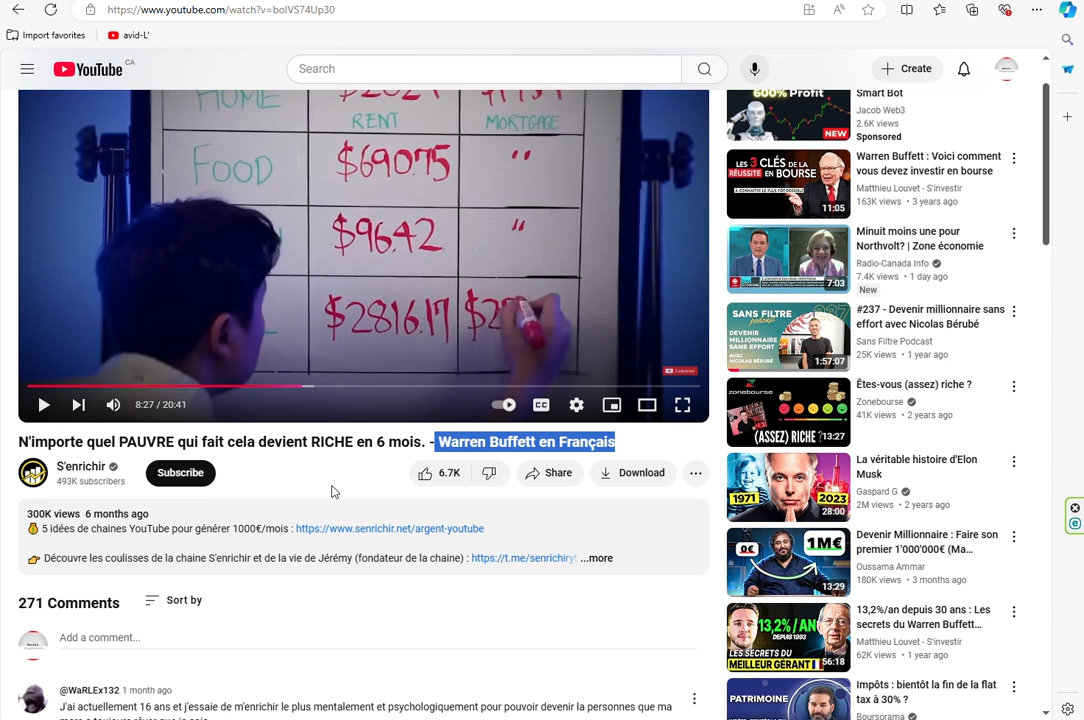 https://www.youtube.com/watch?v=boIVS74Up30
Import favorites
avid-L'
YouTube CA
Search
Create
HOME
RENT
MORTGAGE
FOOD
$690.75
"
$96.42
"
$2816.17
8:27 / 20:41
CC
N'importe quel PAUVRE qui fait cela devient RICHE en 6 mois. - Warren Buffett en Français
S'enrichir
493K subscribers
Subscribe
6.7K
Share
Download
300K views 6 months ago
5 idées de chaines YouTube pour générer 1000€/mois : https://www.senrichir.net/argent-youtube
Découvre les coulisses de la chaine S'enrichir et de la vie de Jérémy (fondateur de la chaine) : https://t.me/senrichiryt ...more
271 Comments
Sort by
Add a comment...
@WaRLEx132 1 month ago
J'ai actuellement 16 ans et j'essaie de m'enrichir le plus mentalement et psychologiquement pour pouvoir devenir la personnes que ma
600% Profit
NEW
Smart Bot
Jacob Web3
2.6K views
Sponsored
LES 3 CLÉS DE LA
RÉUSSITE EN BOURSE
11:05
Warren Buffett : Voici comment
vous devez investir en bourse
Matthieu Louvet - S'investir
163K views • 3 years ago
7:03
Minuit moins une pour
Northvolt? | Zone économie
Radio-Canada Info
7.4K views • 1 day ago
New
SANS FILTRE
podcast
237
DEVENIR
MILLIONNAIRE
SANS EFFORT
AVEC
NICOLAS BÉRUBÉ
1:57:07
#237 - Devenir millionnaire sans
effort avec Nicolas Bérubé
Sans Filtre Podcast
25K views • 1 year ago
zonebourse
(ASSEZ) RICHE ?
13:27
Êtes-vous (assez) riche ?
Zonebourse
41K views • 2 years ago
1971
2023
28:00
La véritable histoire d'Elon
Musk
Gaspard G
2M views • 2 years ago
0€
1M€
13:29
Devenir Millionnaire : Faire son
premier 1'000'000€ (Ma...
Oussama Ammar
180K views • 3 months ago
13,2% / AN
DEPUIS 1993
LES SECRETS DU
MEILLEUR GÉRANT
56:18
13,2%/an depuis 30 ans : Les
secrets du Warren Buffett...
Matthieu Louvet - S'investir
62K views • 1 year ago
PATRIMOINE
Impôts : bientôt la fin de la flat
tax à 30% ?
Boursorama